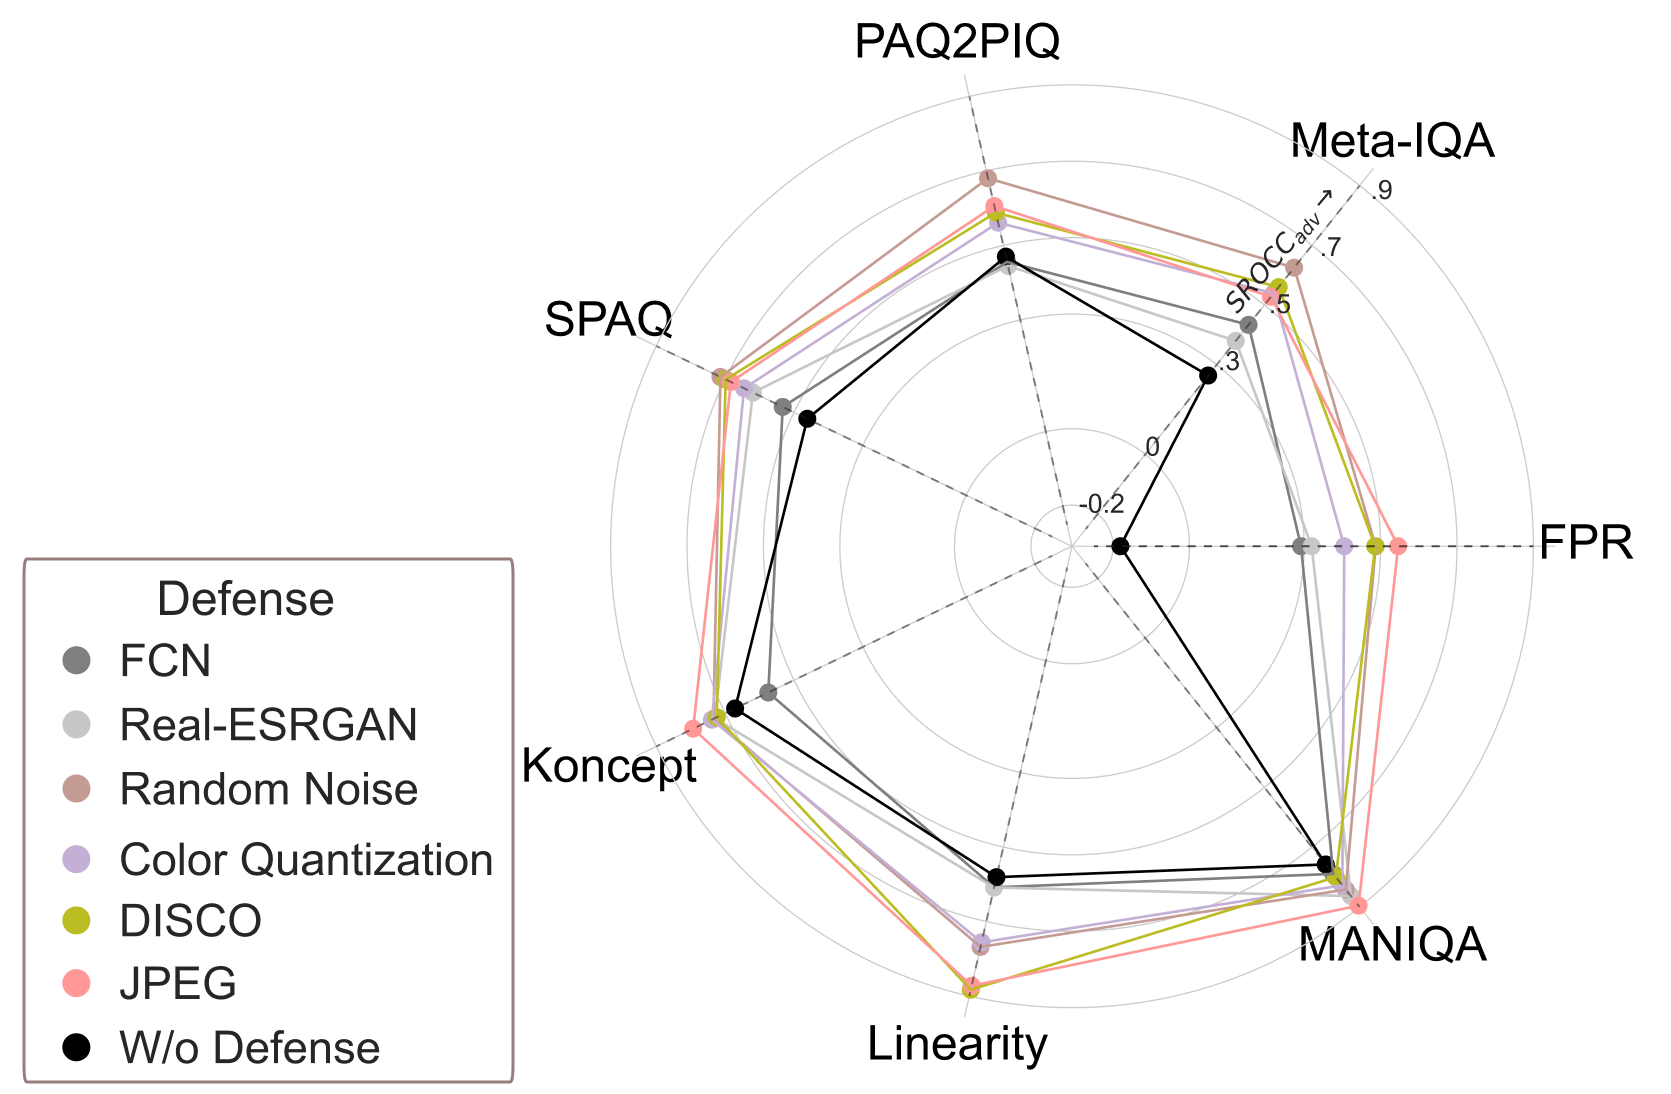 PAQ2PIQ
Meta-IQA
.9
SROCCadv →
.7
.5
.3
0
-0.2
SPAQ
FPR
Koncept
Linearity
MANIQA
Defense
FCN
Real-ESRGAN
Random Noise
Color Quantization
DISCO
JPEG
W/o Defense